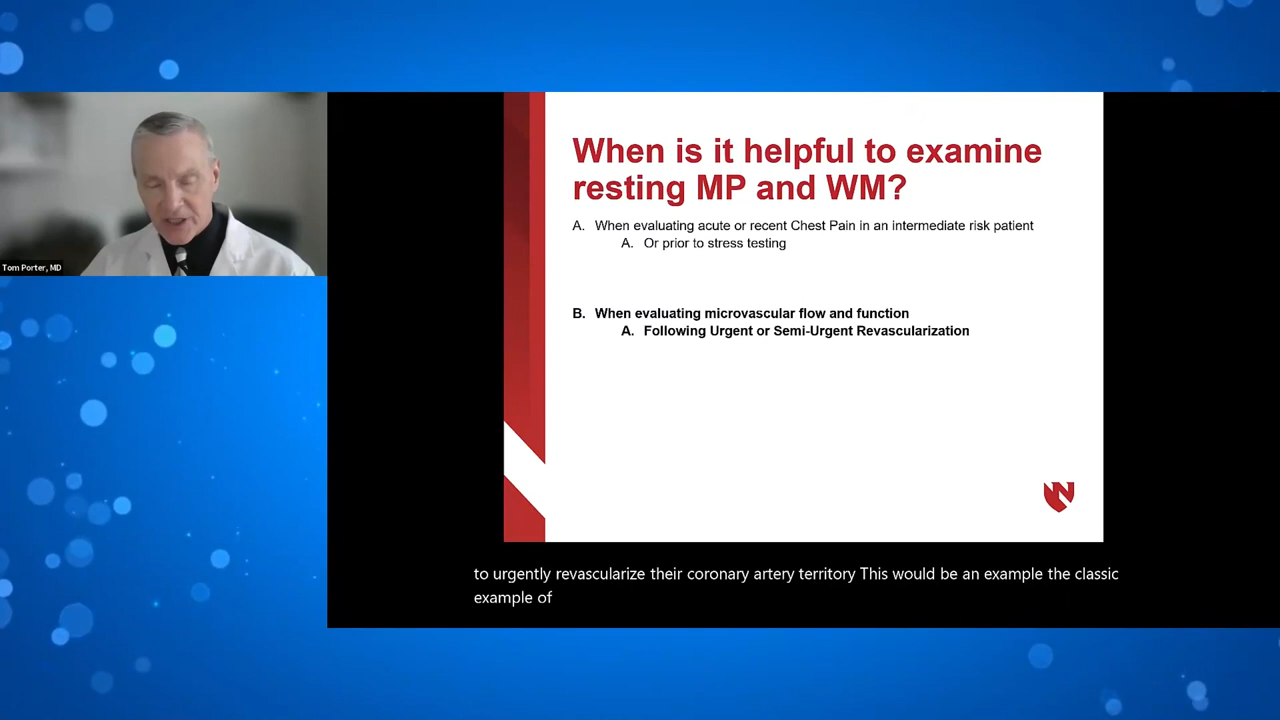 Tom Porter, MD
When is it helpful to examine
resting MP and WM?
A. When evaluating acute or recent Chest Pain in an intermediate risk patient
A. Or prior to stress testing
B. When evaluating microvascular flow and function
A. Following Urgent or Semi-Urgent Revascularization
N
to urgently revascularize their coronary artery territory This would be an example the classic
example of